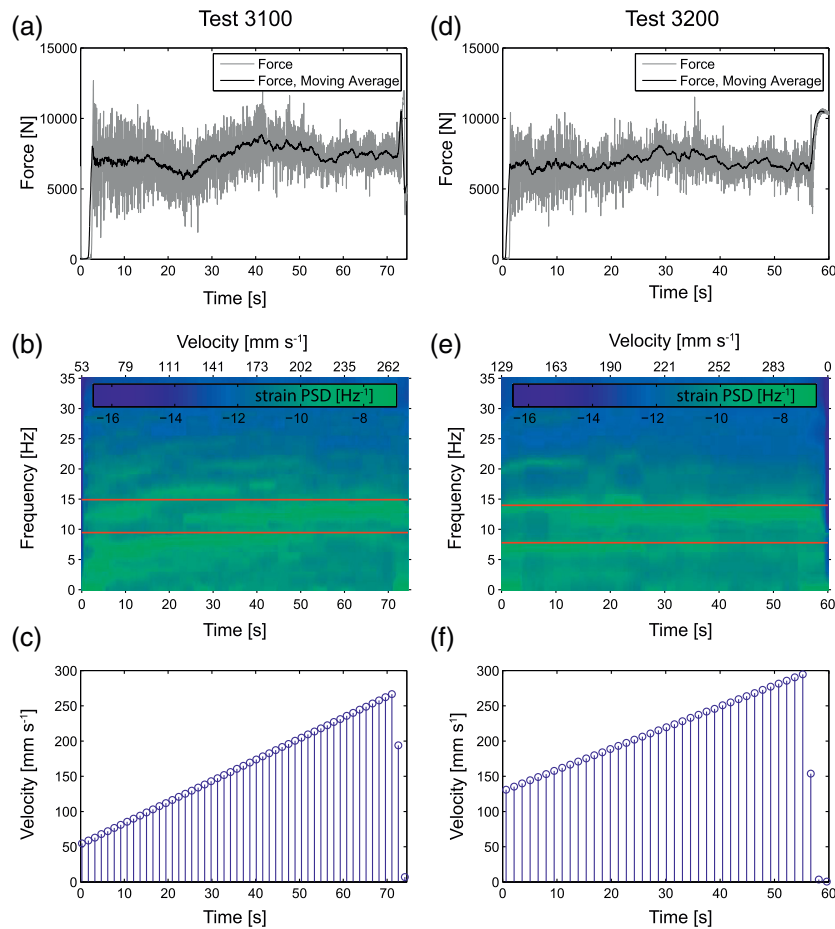 Test 3100
Test 3200
(a)
15000
10000
5000
0
Force [N]
Force
Force, Moving Average
0 10 20 30 40 50 60 70
Time [s]
(d)
15000
10000
5000
0
Force [N]
Force
Force, Moving Average
0 10 20 30 40 50 60
Time [s]
(b)
Velocity [mm s-1]
53 79 111 141 173 202 235 262
35
30
25
20
15
10
5
0
Frequency [Hz]
strain PSD [Hz-1]
−16 −14 −12 −10 −8
0 10 20 30 40 50 60 70
Time [s]
(e)
Velocity [mm s-1]
129 163 190 221 252 283 0
35
30
25
20
15
10
5
0
Frequency [Hz]
strain PSD [Hz-1]
−16 −14 −12 −10 −8
0 10 20 30 40 50 60
Time [s]
(c)
300
250
200
150
100
50
0
Velocity [mm s-1]
0 10 20 30 40 50 60 70
Time [s]
(f)
300
250
200
150
100
50
0
Velocity [mm s-1]
0 10 20 30 40 50 60
Time [s]